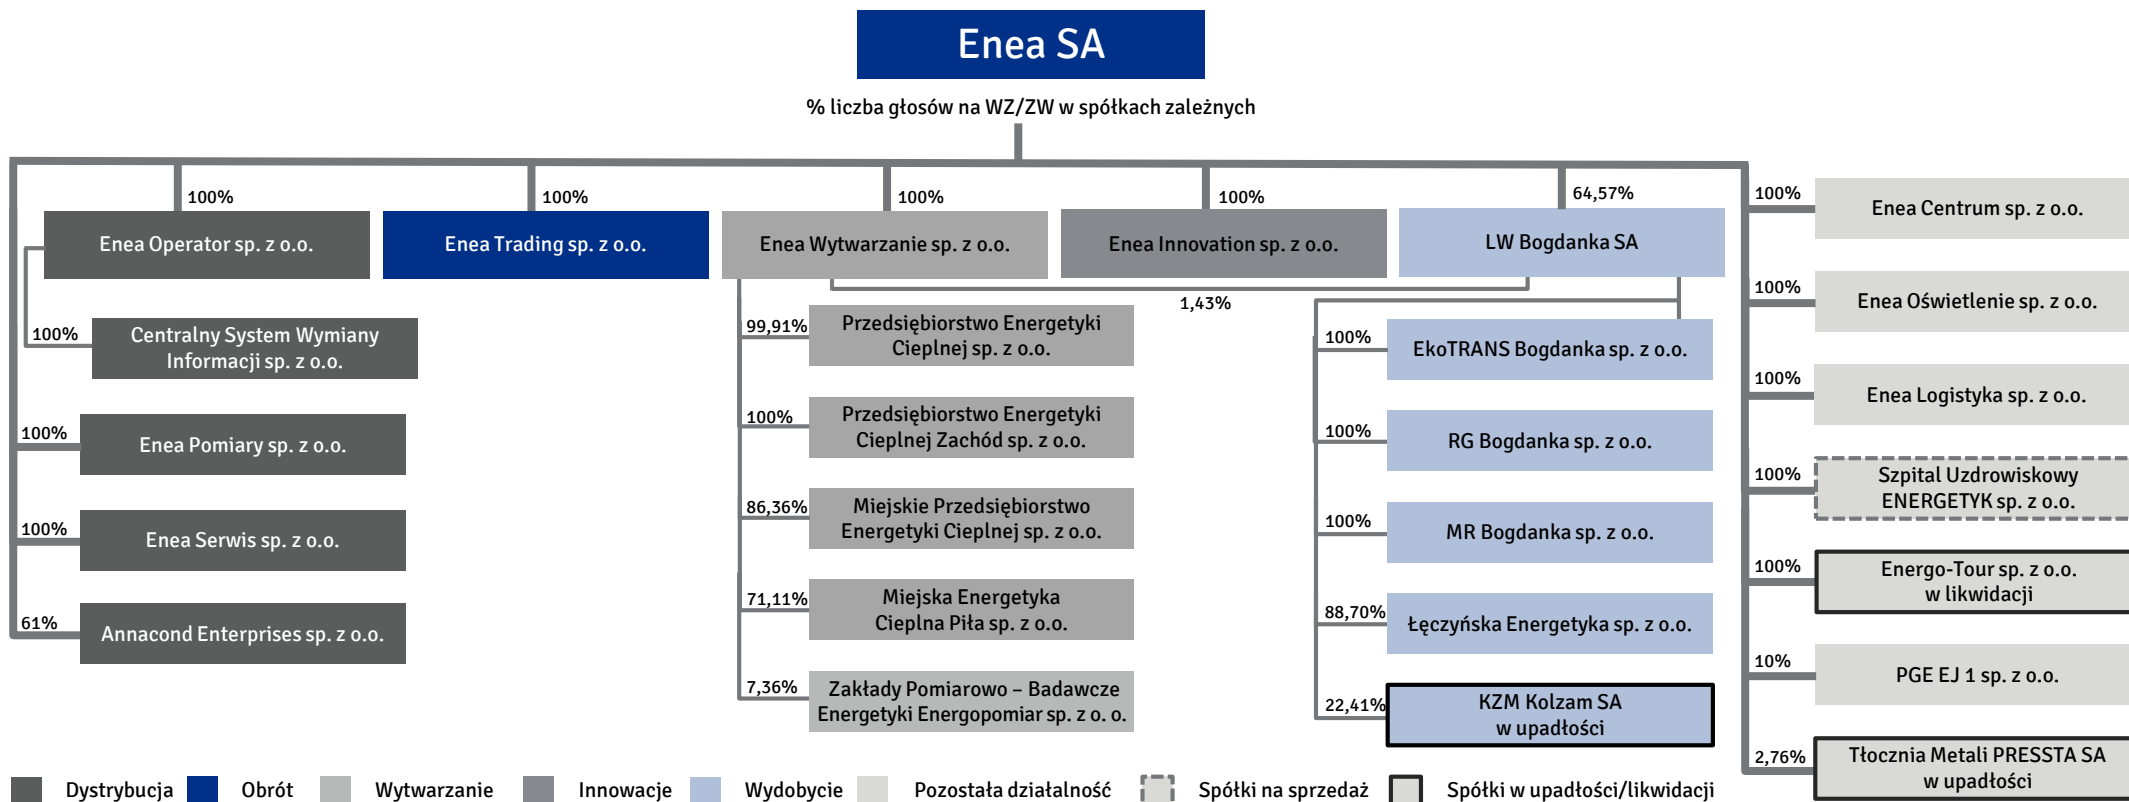 Enea SA
% liczba głosów na WZ/ZW w spółkach zależnych
100%
100%
100%
100%
64,57%
Enea Operator sp. z o.o.
Enea Trading sp. z o.o.
Enea Wytwarzanie sp. z o.o.
Enea Innovation sp. z o.o.
LW Bogdanka SA
1,43%
100%
Centralny System Wymiany
Informacji sp. z o.o.
100%
Enea Pomiary sp. z o.o.
100%
Enea Serwis sp. z o.o.
61%
Annacond Enterprises sp. z o.o.
99,91%
Przedsiębiorstwo Energetyki
Cieplnej sp. z o.o.
100%
Przedsiębiorstwo Energetyki
Cieplnej Zachód sp. z o.o.
86,36%
Miejskie Przedsiębiorstwo
Energetyki Cieplnej sp. z o.o.
71,11%
Miejska Energetyka
Cieplna Piła sp. z o.o.
7,36%
Zakłady Pomiarowo – Badawcze
Energetyki Energopomiar sp. z o. o.
100%
EkoTRANS Bogdanka sp. z o.o.
100%
RG Bogdanka sp. z o.o.
100%
MR Bogdanka sp. z o.o.
88,70%
Łęczyńska Energetyka sp. z o.o.
22,41%
KZM Kolzam SA
w upadłości
100%
Enea Centrum sp. z o.o.
100%
Enea Oświetlenie sp. z o.o.
100%
Enea Logistyka sp. z o.o.
100%
Szpital Uzdrowiskowy
ENERGETYK sp. z o.o.
100%
Energo-Tour sp. z o.o.
w likwidacji
10%
PGE EJ 1 sp. z o.o.
2,76%
Tłocznia Metali PRESSTA SA
w upadłości
Dystrybucja
Obrót
Wytwarzanie
Innowacje
Wydobycie
Pozostała działalność
Spółki na sprzedaż
Spółki w upadłości/likwidacji